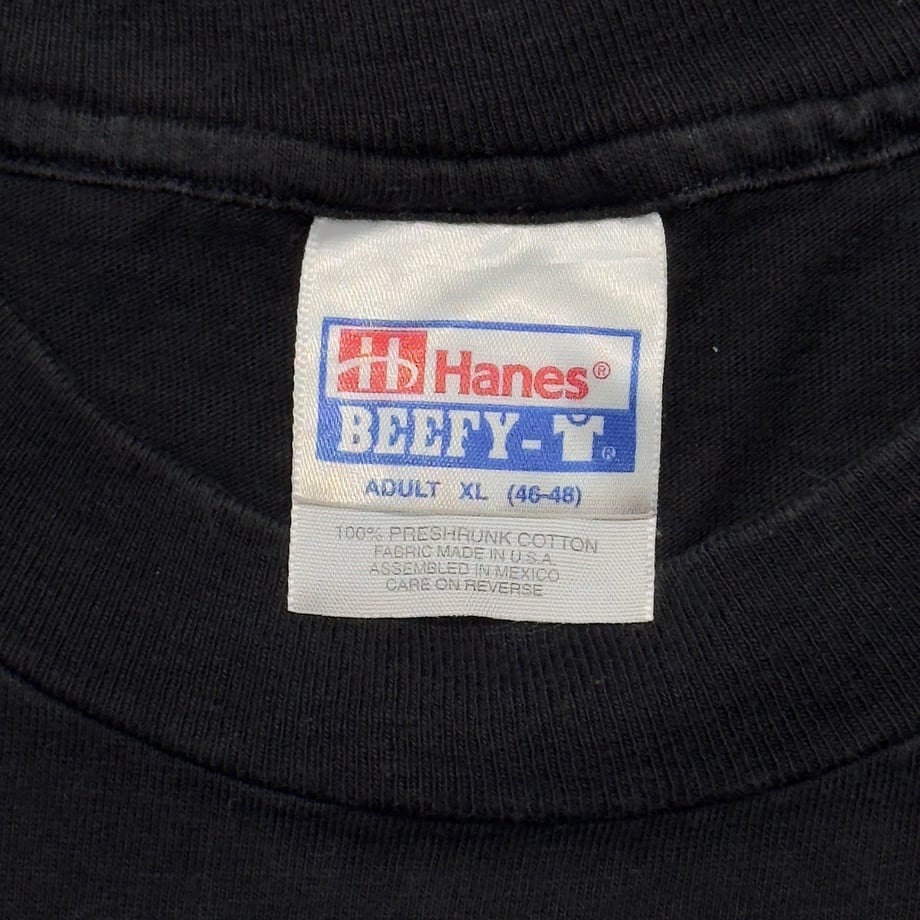 Hanes®
BEEFY-T®
ADULT XL (46-48)
100% PRESHRUNK COTTON
FABRIC MADE IN U.S.A.
ASSEMBLED IN MEXICO
CARE ON REVERSE